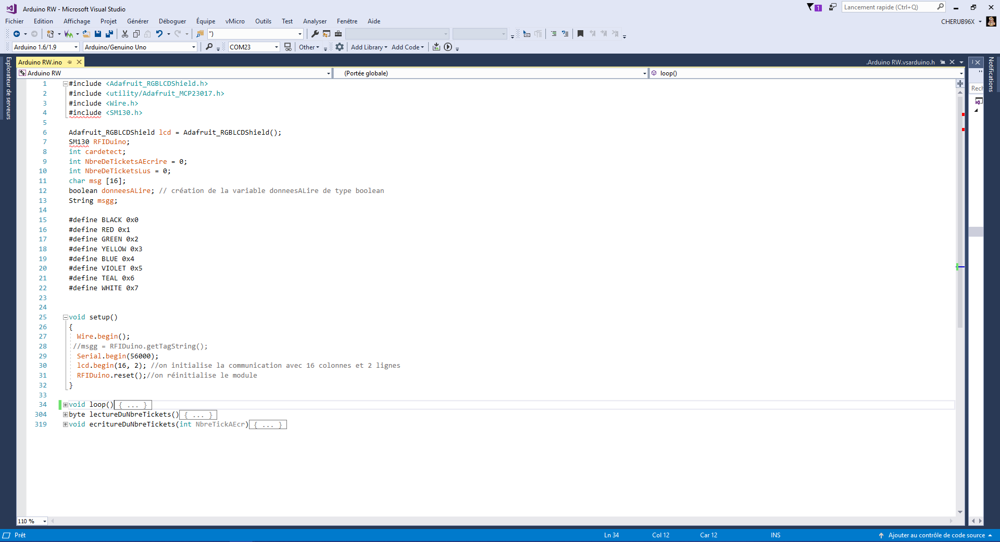 Arduino RW - Microsoft Visual Studio
1
Lancement rapide (Ctrl+Q)
Fichier Edition Affichage Projet Générer Déboguer Équipe vMicro Outils Test Analyser Fenêtre Aide
CHERUB96X
")
Arduino 1.6/1.9 Arduino/Genuino Uno COM23 Other Add Library Add Code
Explorateur de serveurs
Arduino RW.ino
.Arduino RW.vsarduino.h
Notifications
Arduino RW (Portée globale) loop()
Rech
1 #include <Adafruit_RGBLCDShield.h>
2 #include <utility/Adafruit_MCP23017.h>
3 #include <Wire.h>
4 #include <SM130.h>
5
6 Adafruit_RGBLCDShield lcd = Adafruit_RGBLCDShield();
7 SM130 RFIDuino;
8 int cardetect;
9 int NbreDeTicketsAEcrire = 0;
10 int NbreDeTicketsLus = 0;
11 char msg [16];
12 boolean donneesALire; // création de la variable donneesALire de type boolean
13 String msgg;
14
15 #define BLACK 0x0
16 #define RED 0x1
17 #define GREEN 0x2
18 #define YELLOW 0x3
19 #define BLUE 0x4
20 #define VIOLET 0x5
21 #define TEAL 0x6
22 #define WHITE 0x7
23
24
25 void setup()
26 {
27 Wire.begin();
28 //msgg = RFIDuino.getTagString();
29 Serial.begin(56000);
30 lcd.begin(16, 2); //on initialise la communication avec 16 colonnes et 2 lignes
31 RFIDuino.reset();//on réinitialise le module
32 }
33
34 void loop(){ ... }
304 byte lectureDuNbreTickets(){ ... }
319 void ecritureDuNbreTickets(int NbreTickAEcr){ ... }
110 %
Prêt Ln 34 Col 12 Car 12 INS Ajouter au contrôle de code source